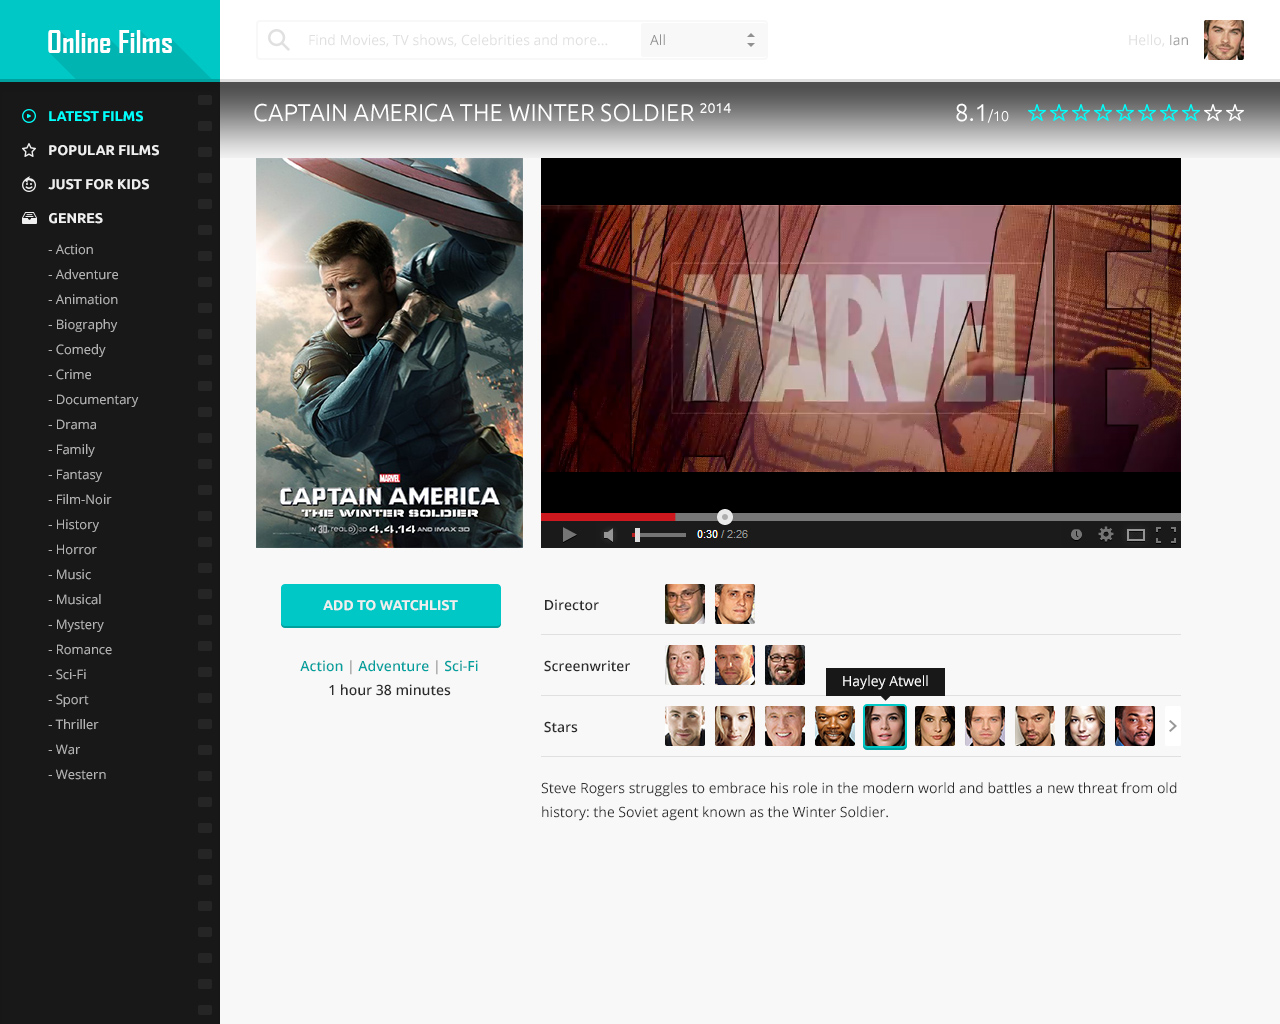 Online Films
Find Movies, TV shows, Celebrities and more...
All
Hello, Ian
LATEST FILMS
POPULAR FILMS
JUST FOR KIDS
GENRES
- Action
- Adventure
- Animation
- Biography
- Comedy
- Crime
- Documentary
- Drama
- Family
- Fantasy
- Film-Noir
- History
- Horror
- Music
- Musical
- Mystery
- Romance
- Sci-Fi
- Sport
- Thriller
- War
- Western
CAPTAIN AMERICA THE WINTER SOLDIER 2014
8.1/10
MARVEL
CAPTAIN AMERICA
THE WINTER SOLDIER
IN 3D, REAL D 3D 4.4.14 AND IMAX 3D
MARVEL
0:30 / 2:26
ADD TO WATCHLIST
Action | Adventure | Sci-Fi
1 hour 38 minutes
Director
Screenwriter
Hayley Atwell
Stars
Steve Rogers struggles to embrace his role in the modern world and battles a new threat from old
history: the Soviet agent known as the Winter Soldier.